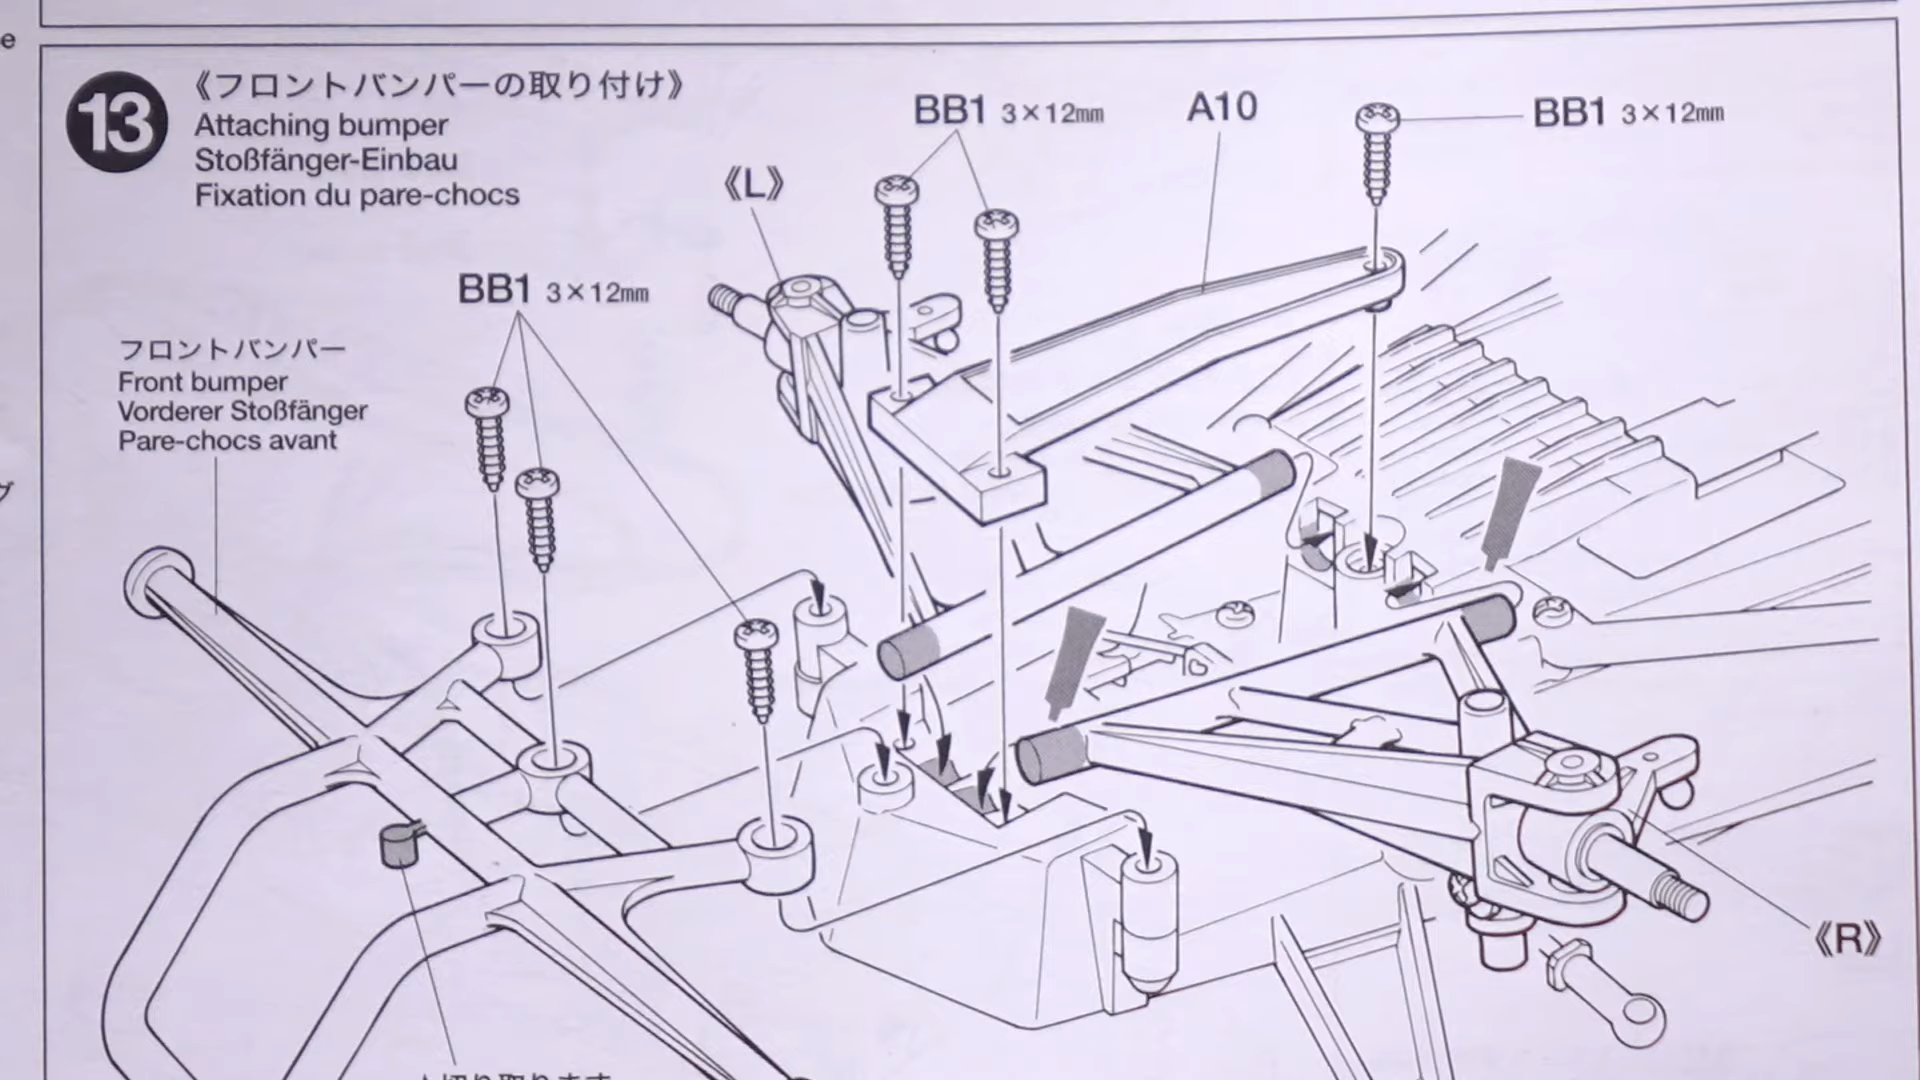 13
《フロントバンパーの取り付け》
Attaching bumper
Stoßfänger-Einbau
Fixation du pare-chocs
BB1 3×12mm
A10
BB1 3×12mm
《L》
BB1 3×12mm
フロントバンパー
Front bumper
Vorderer Stoßfänger
Pare-chocs avant
《R》